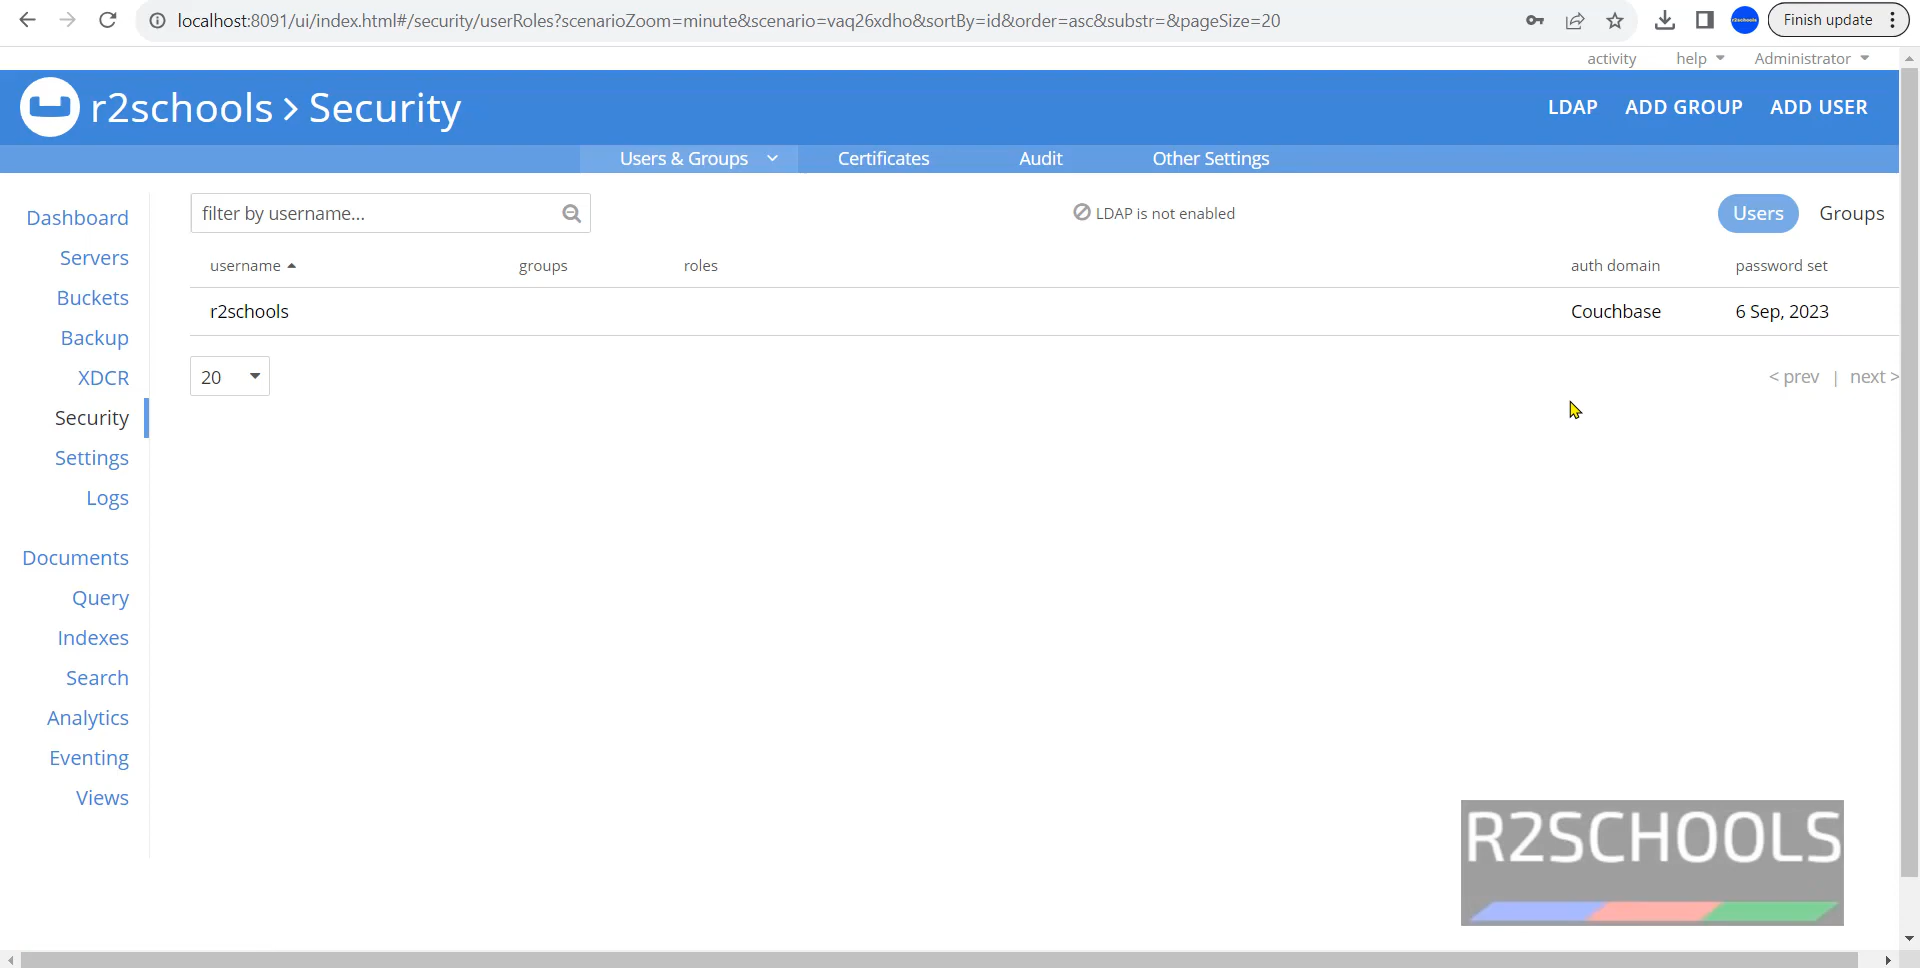 localhost:8091/ui/index.html#/security/userRoles?scenarioZoom=minute&scenario=vaq26xdho&sortBy=id&order=asc&substr=&pageSize=20
Finish update
activity help Administrator
r2schools > Security
LDAP ADD GROUP ADD USER
Users & Groups Certificates Audit Other Settings
Dashboard
Servers
Buckets
Backup
XDCR
Security
Settings
Logs
Documents
Query
Indexes
Search
Analytics
Eventing
Views
filter by username...
LDAP is not enabled
Users Groups
username groups roles auth domain password set
r2schools Couchbase 6 Sep, 2023
20
< prev | next >
R2SCHOOLS